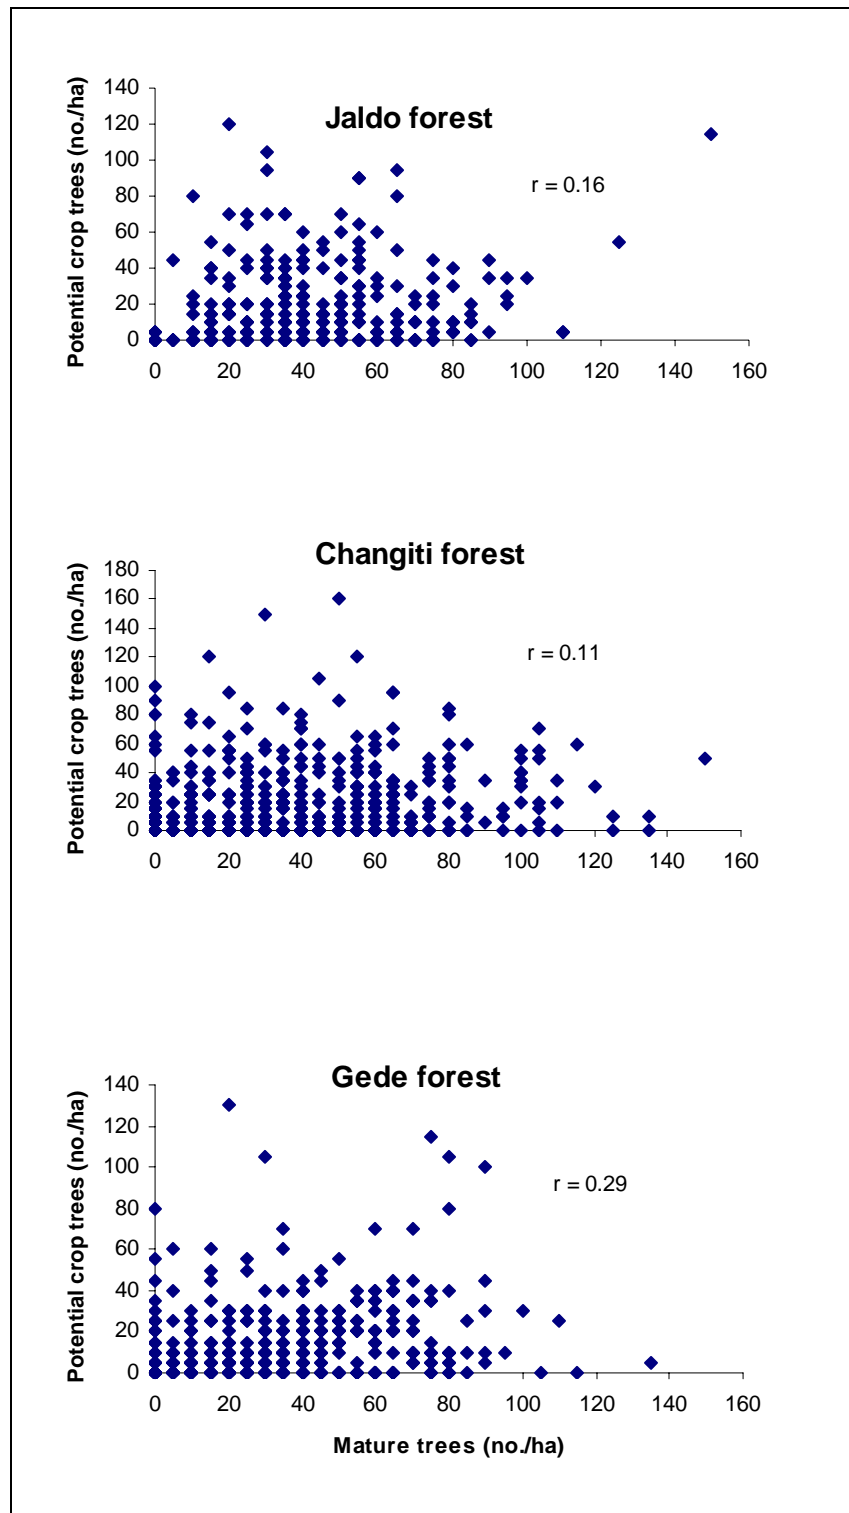 Jaldo forest
Potential crop trees (no./ha)
140
120
100
80
60
40
20
0
r = 0.16
0 20 40 60 80 100 120 140 160
Changiti forest
Potential crop trees (no./ha)
180
160
140
120
100
80
60
40
20
0
r = 0.11
0 20 40 60 80 100 120 140 160
Gede forest
Potential crop trees (no./ha)
140
120
100
80
60
40
20
0
r = 0.29
0 20 40 60 80 100 120 140 160
Mature trees (no./ha)